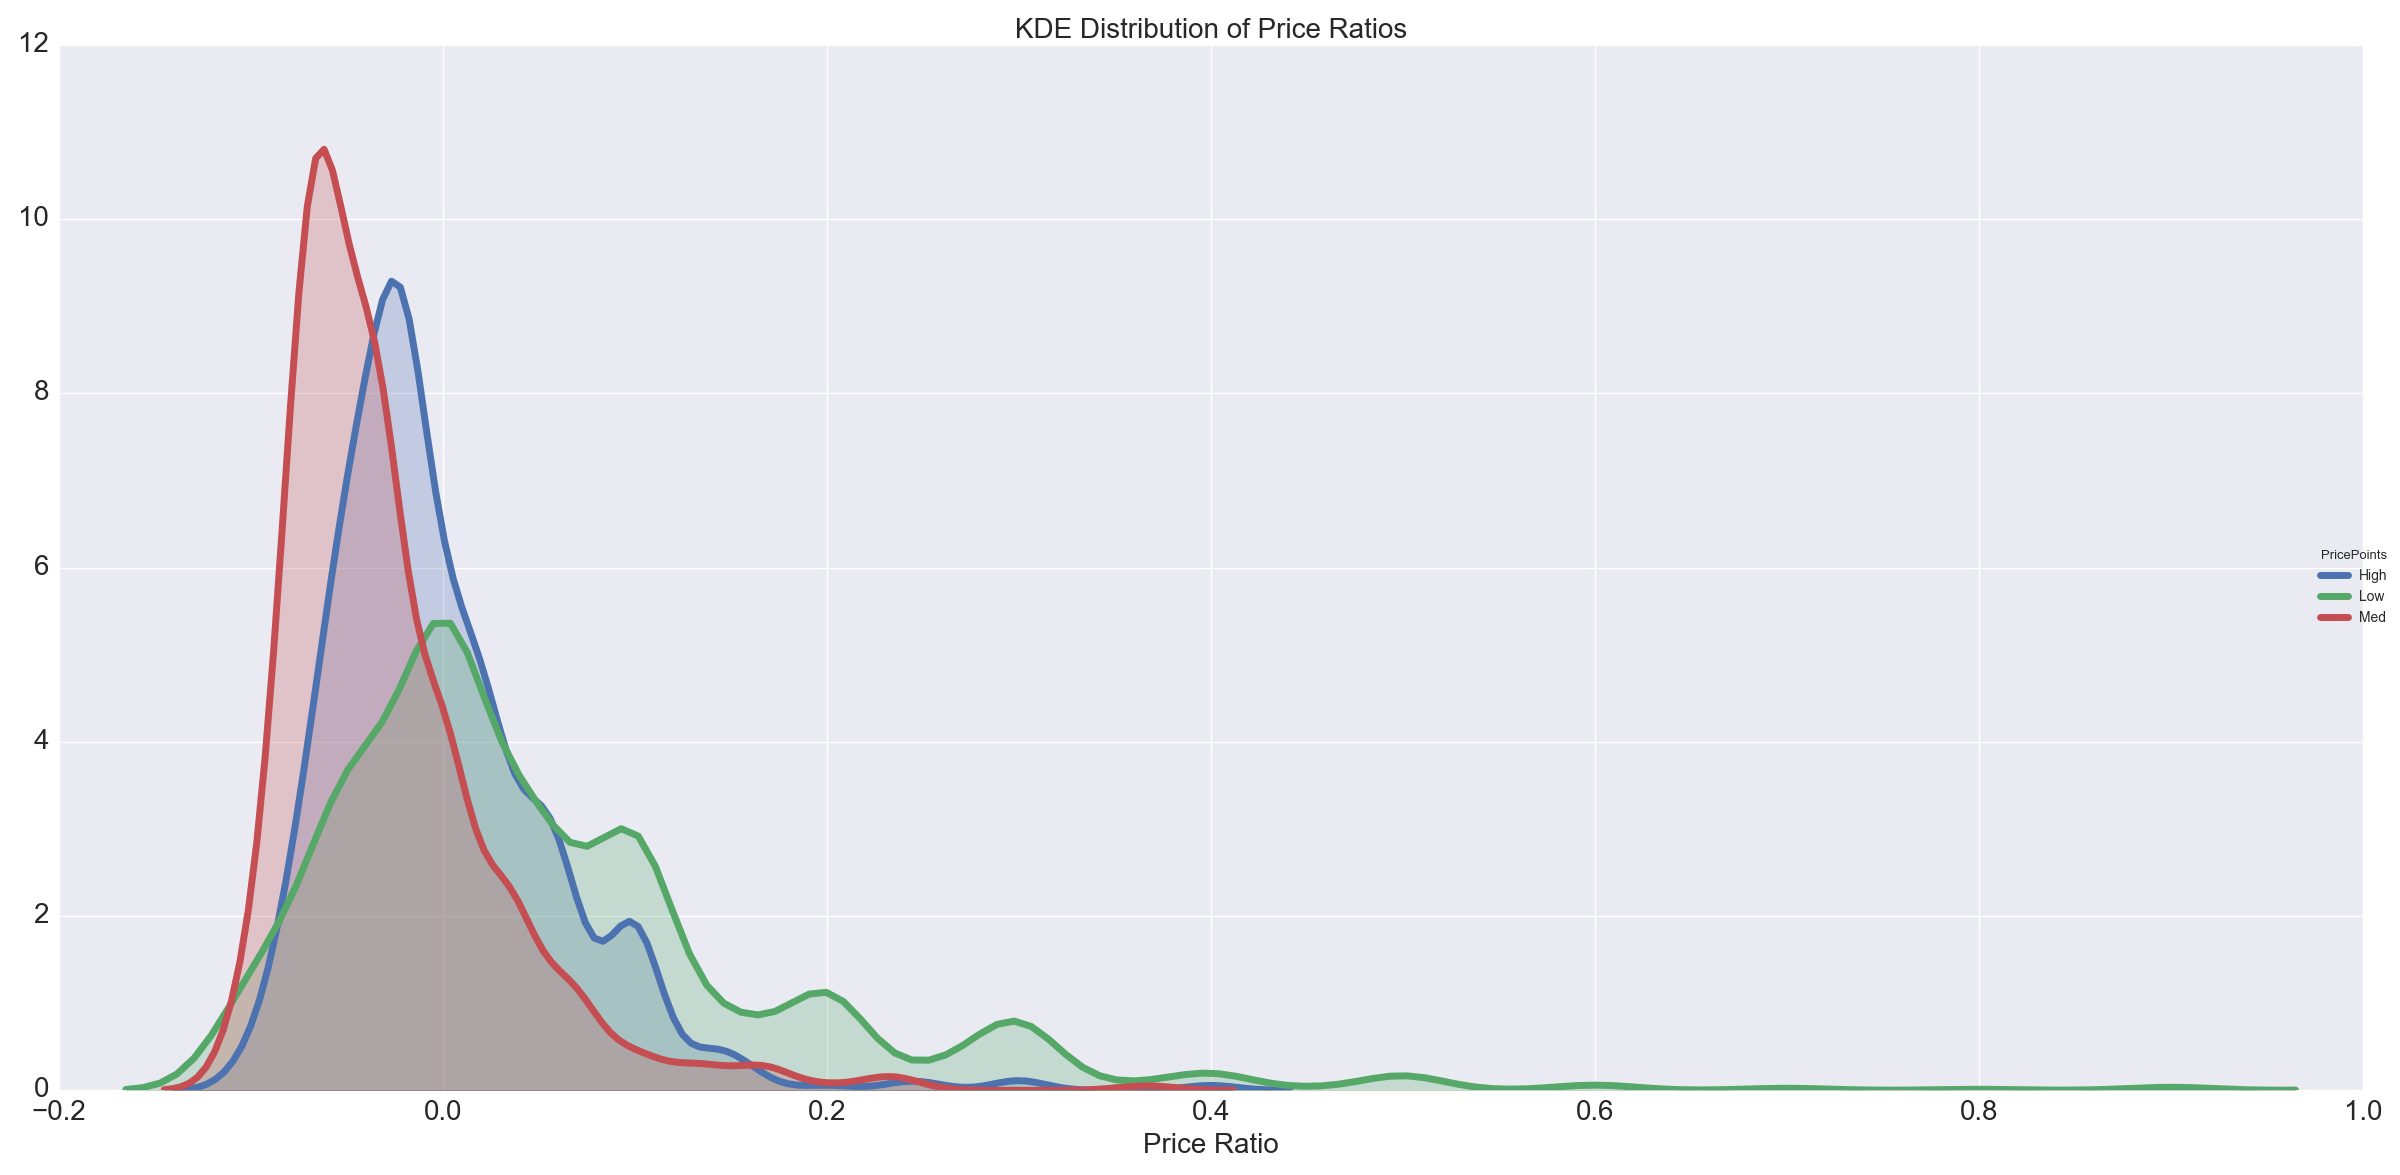 KDE Distribution of Price Ratios
12
10
8
6
4
2
0
PricePoints
High
Low
Med
−0.2 0.0 0.2 0.4 0.6 0.8 1.0
Price Ratio